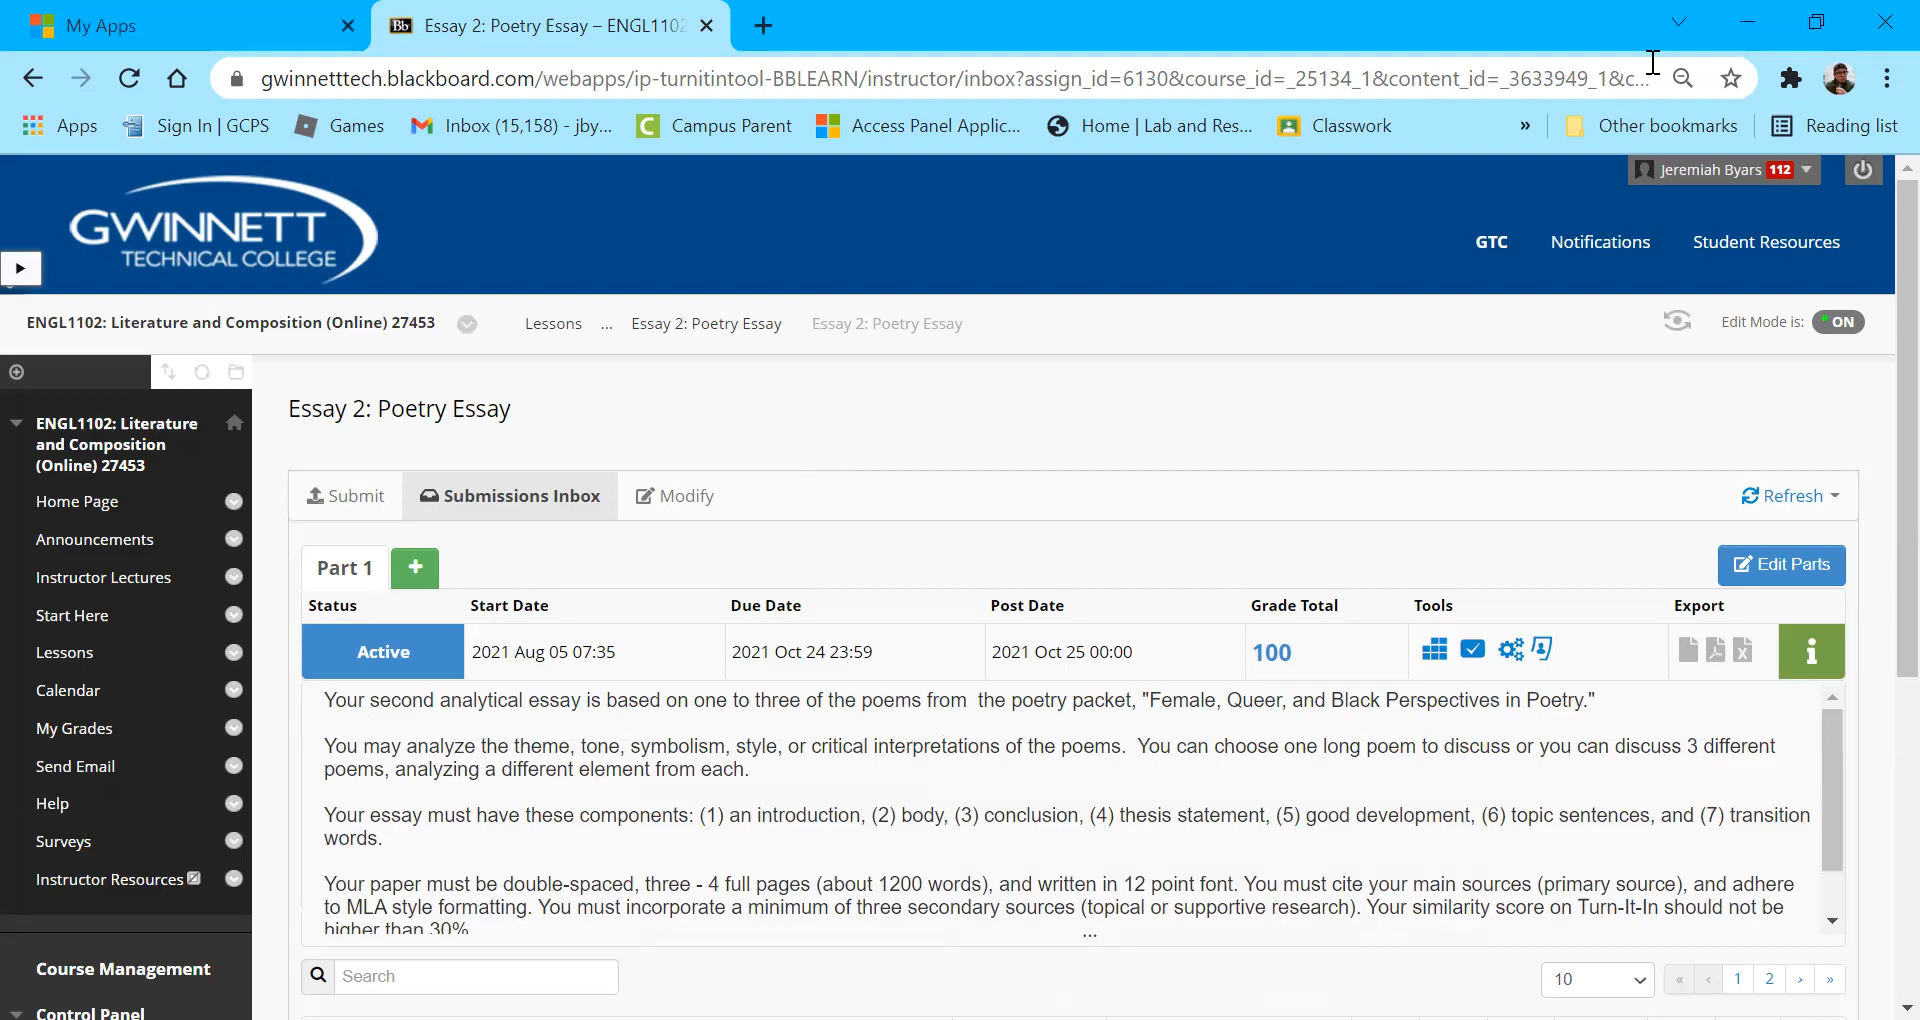 My Apps
Bb Essay 2: Poetry Essay – ENGL1102
gwinnetttech.blackboard.com/webapps/ip-turnitintool-BBLEARN/instructor/inbox?assign_id=6130&course_id=_25134_1&content_id=_3633949_1&c...
Apps Sign In | GCPS Games Inbox (15,158) - jby... Campus Parent Access Panel Applic... Home | Lab and Res... Classwork » Other bookmarks Reading list
Jeremiah Byars 112
GWINNETT
TECHNICAL COLLEGE
GTC Notifications Student Resources
ENGL1102: Literature and Composition (Online) 27453 Lessons ... Essay 2: Poetry Essay Essay 2: Poetry Essay Edit Mode is: ON
ENGL1102: Literature
and Composition
(Online) 27453
Home Page
Announcements
Instructor Lectures
Start Here
Lessons
Calendar
My Grades
Send Email
Help
Surveys
Instructor Resources
Course Management
Control Panel
Essay 2: Poetry Essay
Submit Submissions Inbox Modify Refresh
Part 1 + Edit Parts
Status Start Date Due Date Post Date Grade Total Tools Export
Active 2021 Aug 05 07:35 2021 Oct 24 23:59 2021 Oct 25 00:00 100
Your second analytical essay is based on one to three of the poems from the poetry packet, "Female, Queer, and Black Perspectives in Poetry."
You may analyze the theme, tone, symbolism, style, or critical interpretations of the poems. You can choose one long poem to discuss or you can discuss 3 different
poems, analyzing a different element from each.
Your essay must have these components: (1) an introduction, (2) body, (3) conclusion, (4) thesis statement, (5) good development, (6) topic sentences, and (7) transition
words.
Your paper must be double-spaced, three - 4 full pages (about 1200 words), and written in 12 point font. You must cite your main sources (primary source), and adhere
to MLA style formatting. You must incorporate a minimum of three secondary sources (topical or supportive research). Your similarity score on Turn-It-In should not be
higher than 30%
...
Search 10 « ‹ 1 2 › »